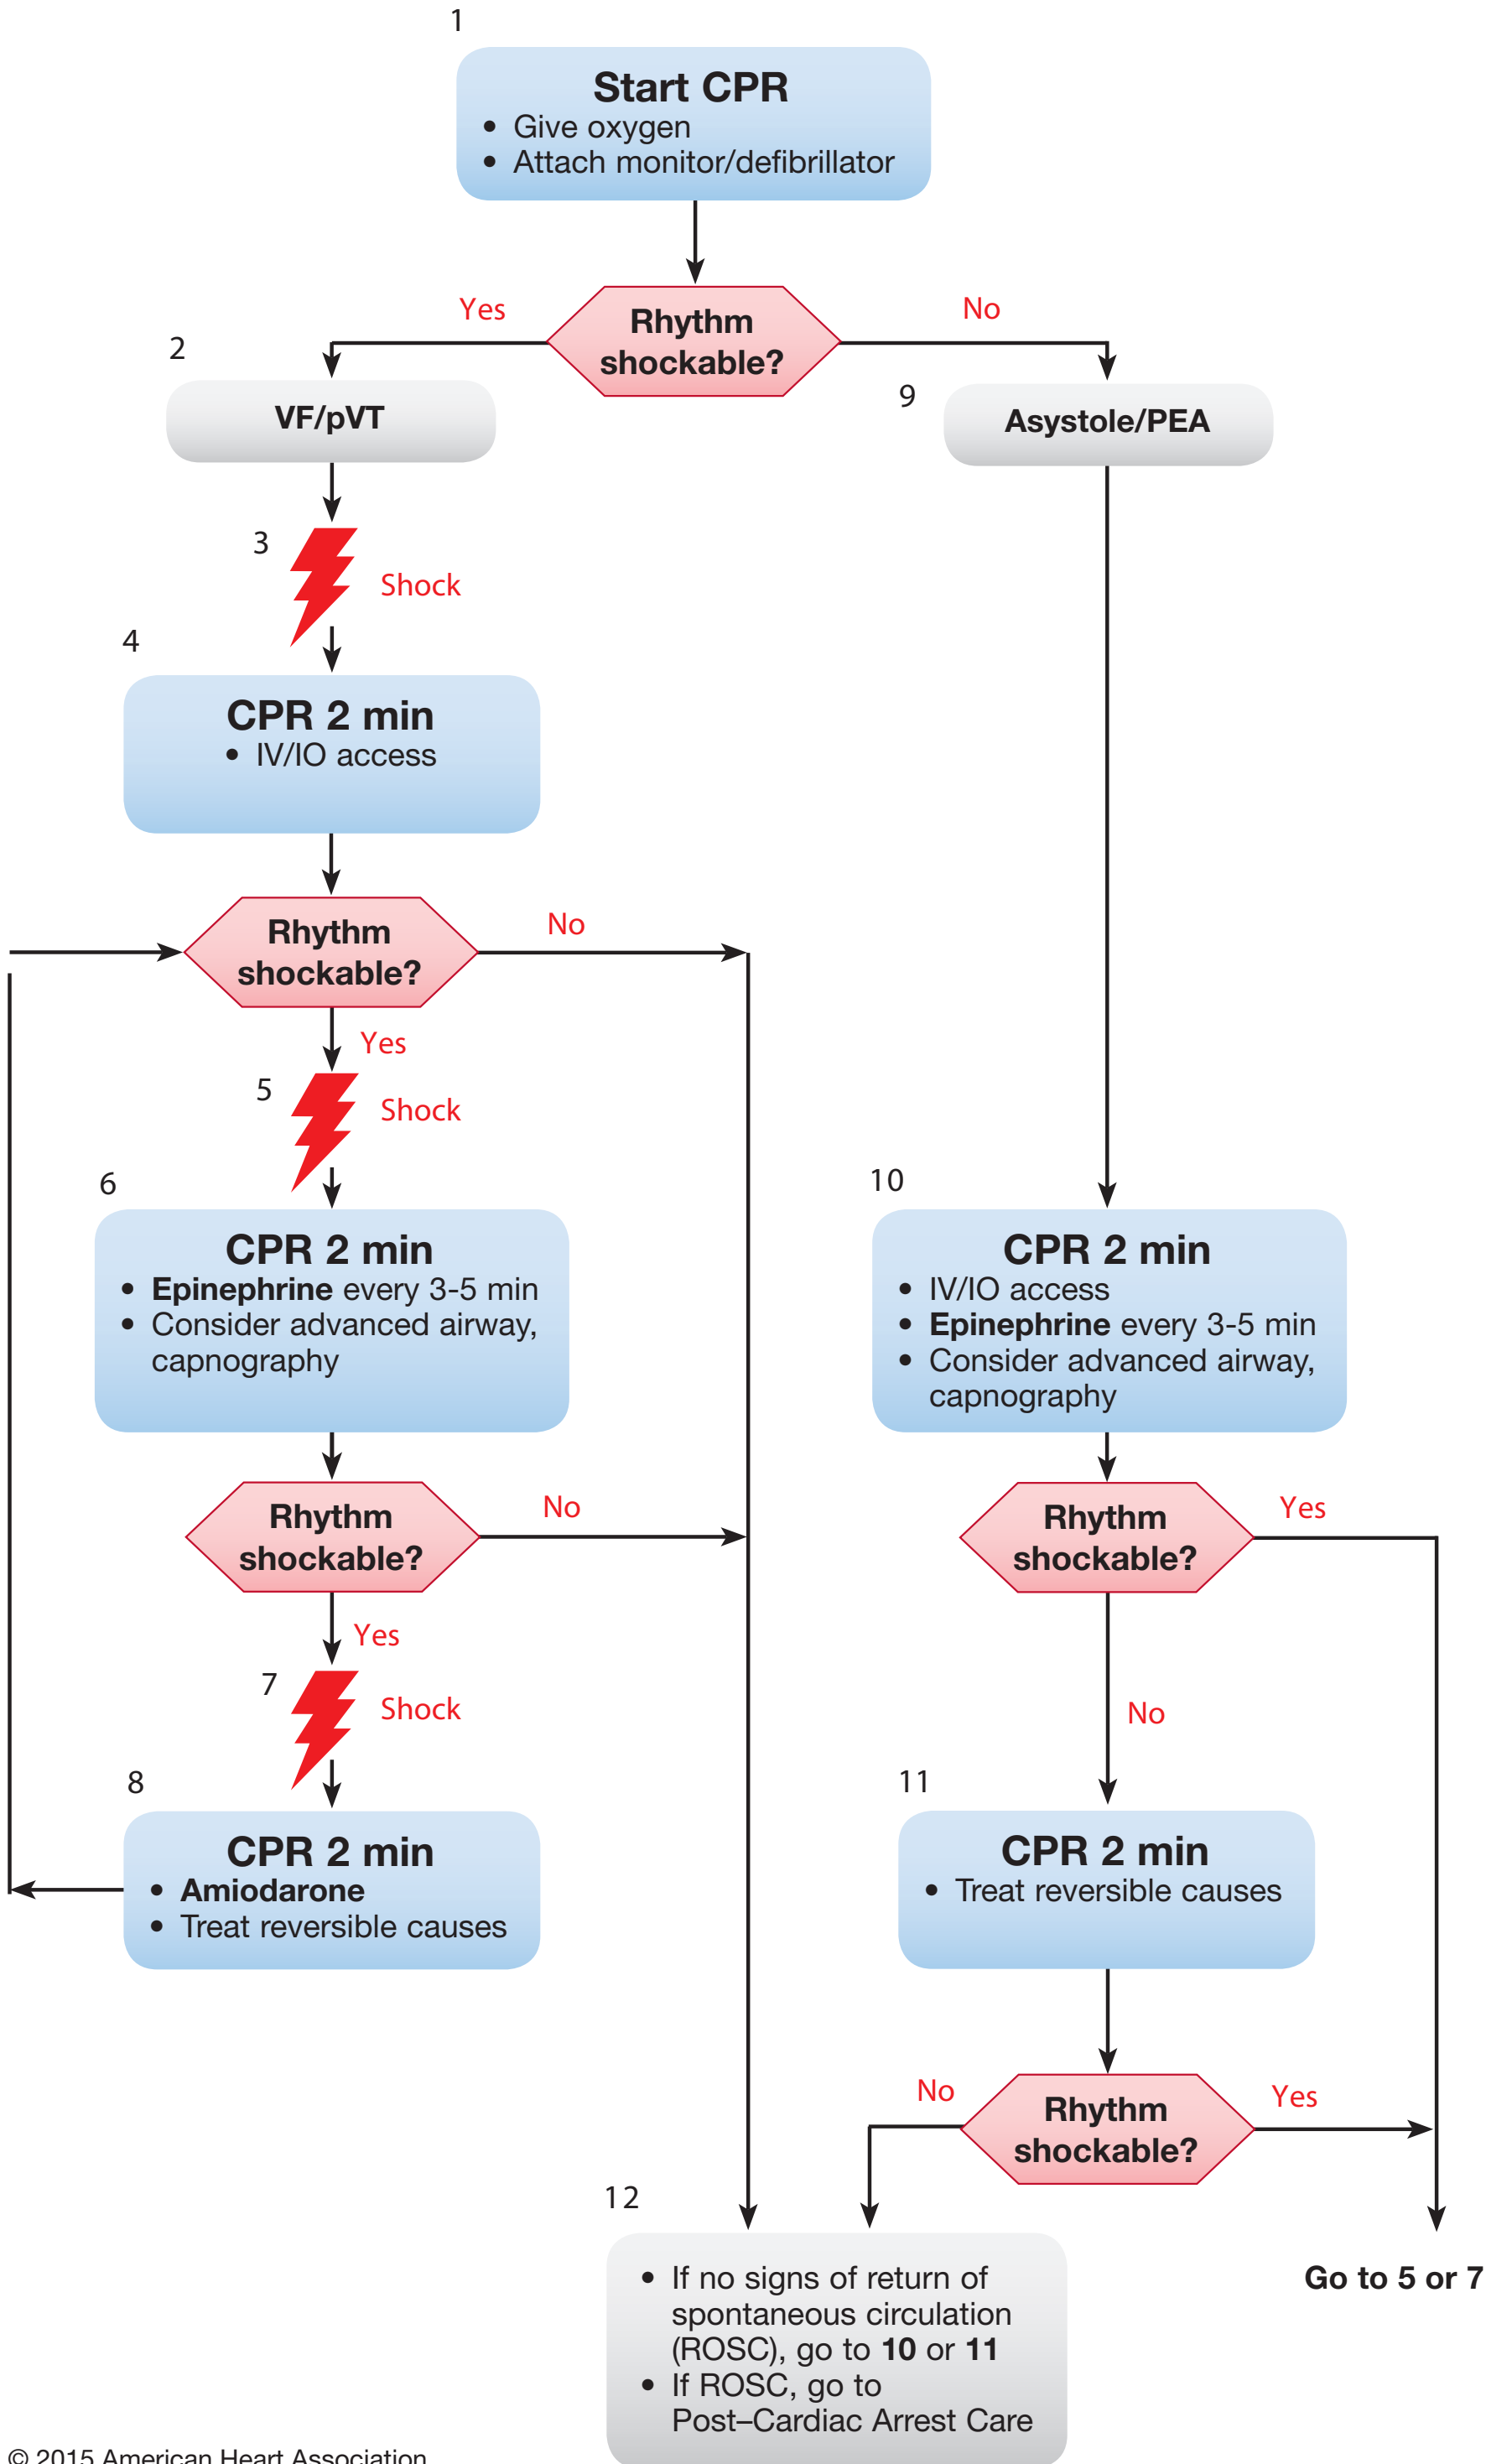 1
Start CPR
• Give oxygen
• Attach monitor/defibrillator
Rhythm
shockable?
Yes
No
2
VF/pVT
3
Shock
4
CPR 2 min
• IV/IO access
Rhythm
shockable?
No
Yes
5
Shock
6
CPR 2 min
• Epinephrine every 3-5 min
• Consider advanced airway,
capnography
Rhythm
shockable?
No
Yes
7
Shock
8
CPR 2 min
• Amiodarone
• Treat reversible causes
9
Asystole/PEA
10
CPR 2 min
• IV/IO access
• Epinephrine every 3-5 min
• Consider advanced airway,
capnography
Rhythm
shockable?
Yes
No
11
CPR 2 min
• Treat reversible causes
Rhythm
shockable?
No
Yes
12
• If no signs of return of
spontaneous circulation
(ROSC), go to 10 or 11
• If ROSC, go to
Post–Cardiac Arrest Care
Go to 5 or 7
© 2015 American Heart Association